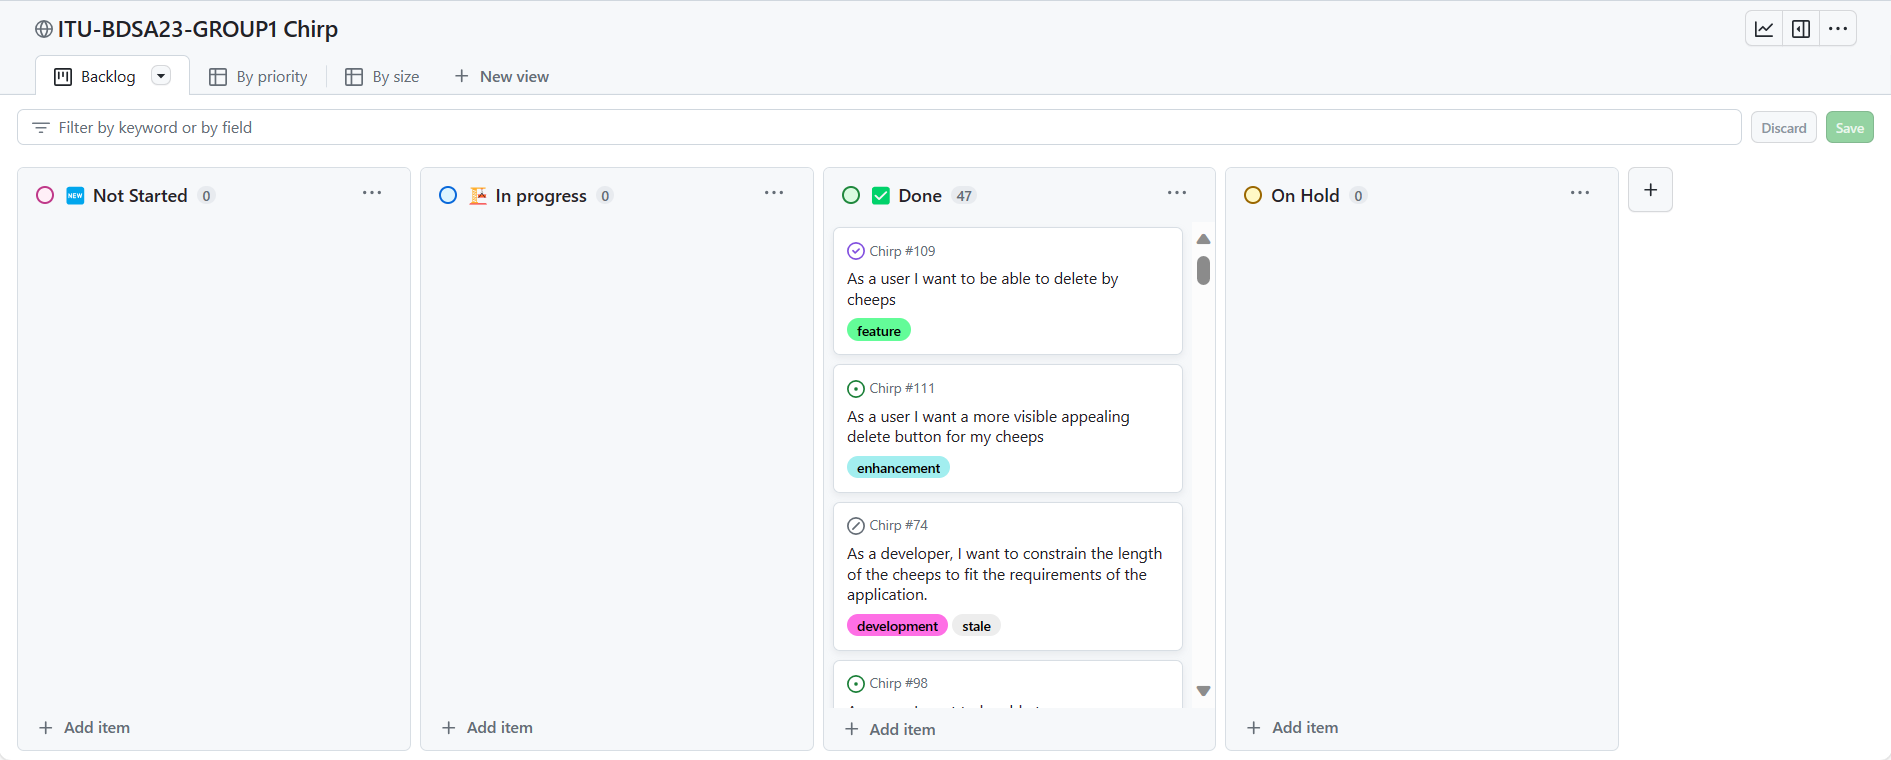 ITU-BDSA23-GROUP1 Chirp
Backlog
By priority
By size
New view
Filter by keyword or by field
Discard
Save
NEW Not Started 0
In progress 0
Done 47
On Hold 0
Chirp #109
As a user I want to be able to delete by
cheeps
feature
Chirp #111
As a user I want a more visible appealing
delete button for my cheeps
enhancement
Chirp #74
As a developer, I want to constrain the length
of the cheeps to fit the requirements of the
application.
development stale
Chirp #98
Add item
Add item
Add item
Add item